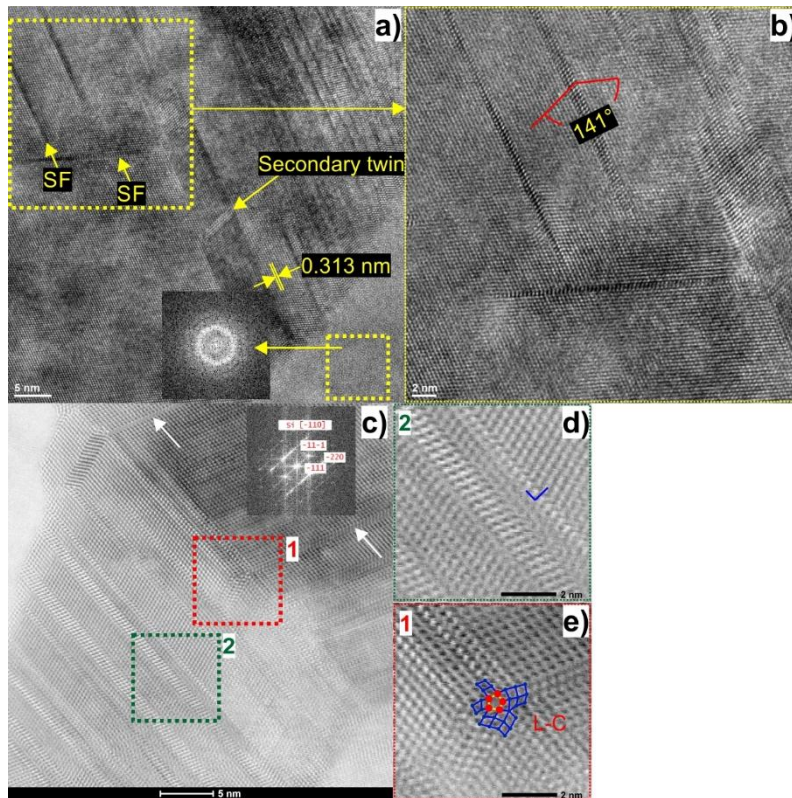 a)
SF
SF
Secondary twin
0.313 nm
5 nm
b)
141°
2 nm
c)
Si [-110]
-11-1
-220
-111
1
2
5 nm
2
d)
2 nm
1
e)
L-C
2 nm